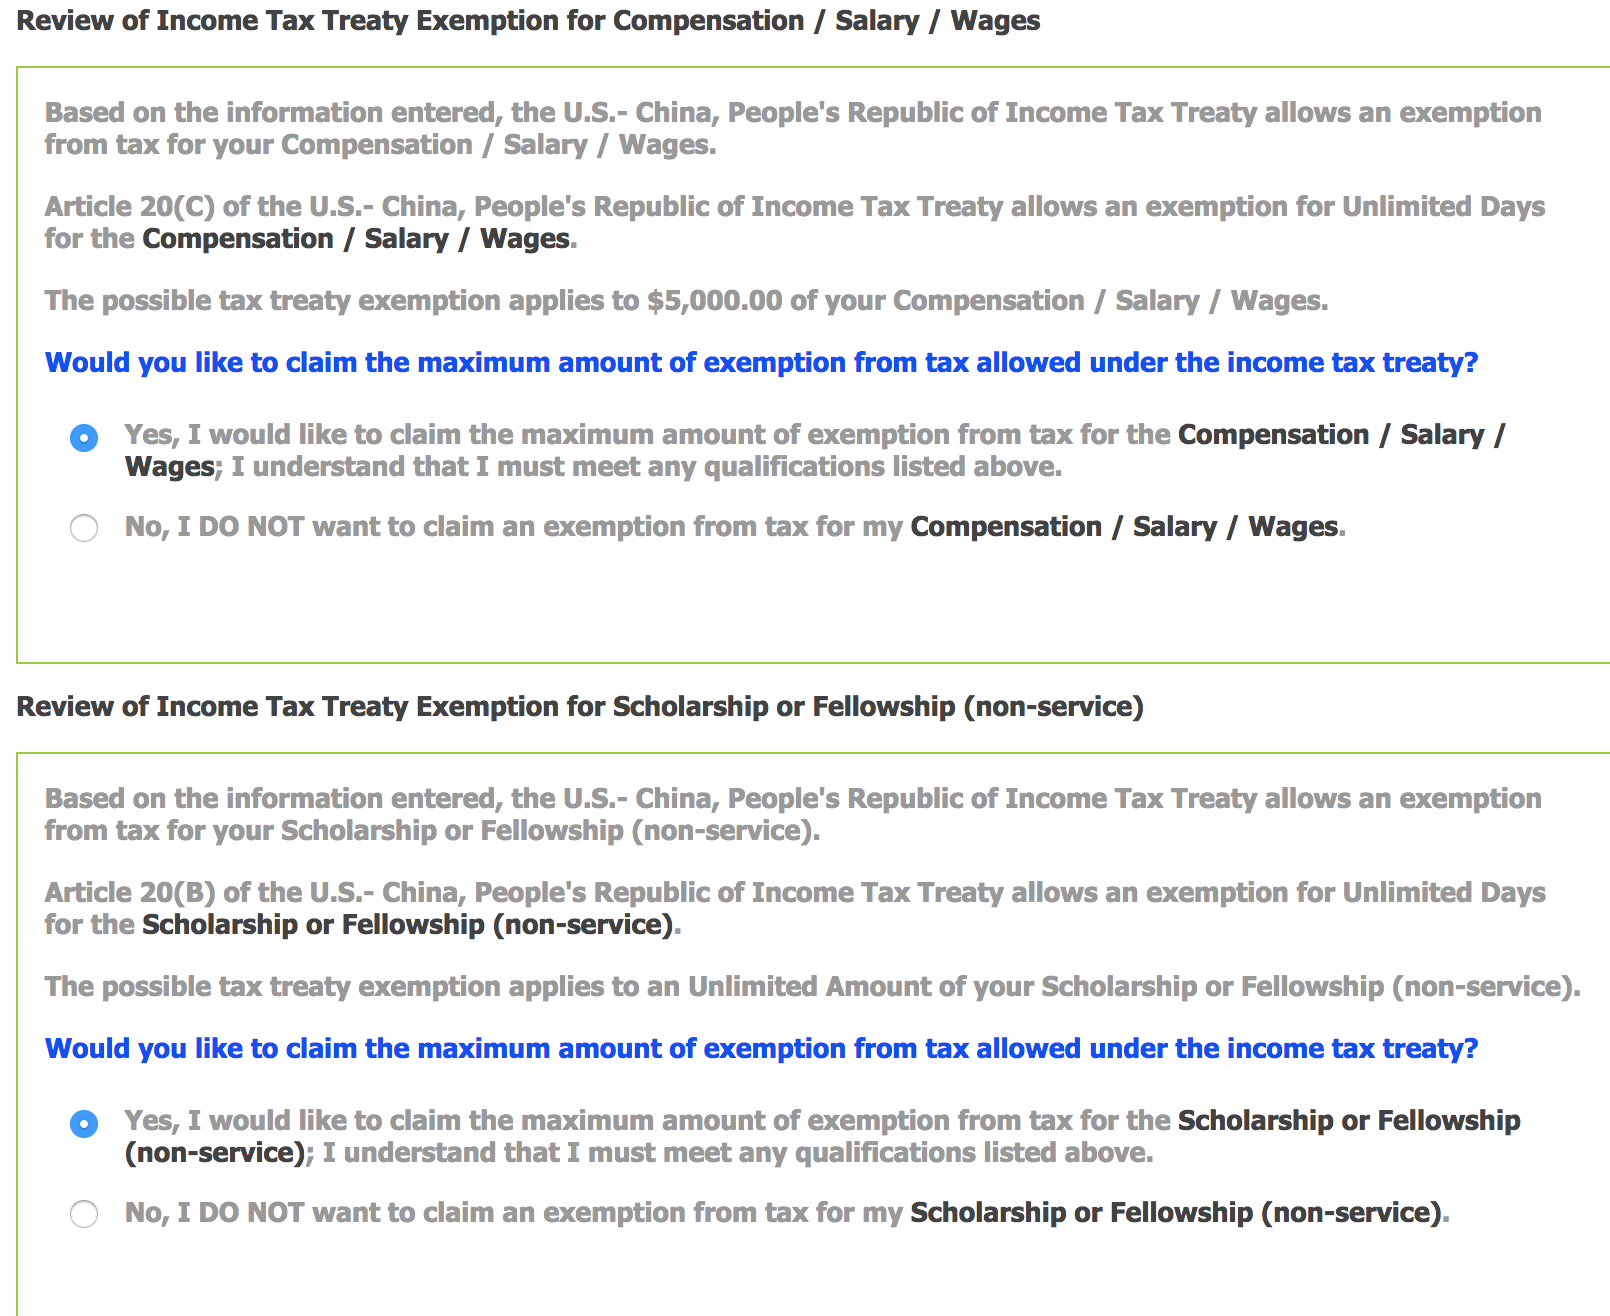 Review of Income Tax Treaty Exemption for Compensation / Salary / Wages
Based on the information entered, the U.S.- China, People's Republic of Income Tax Treaty allows an exemption
from tax for your Compensation / Salary / Wages.
Article 20(C) of the U.S.- China, People's Republic of Income Tax Treaty allows an exemption for Unlimited Days
for the Compensation / Salary / Wages.
The possible tax treaty exemption applies to $5,000.00 of your Compensation / Salary / Wages.
Would you like to claim the maximum amount of exemption from tax allowed under the income tax treaty?
Yes, I would like to claim the maximum amount of exemption from tax for the Compensation / Salary /
Wages; I understand that I must meet any qualifications listed above.
No, I DO NOT want to claim an exemption from tax for my Compensation / Salary / Wages.
Review of Income Tax Treaty Exemption for Scholarship or Fellowship (non-service)
Based on the information entered, the U.S.- China, People's Republic of Income Tax Treaty allows an exemption
from tax for your Scholarship or Fellowship (non-service).
Article 20(B) of the U.S.- China, People's Republic of Income Tax Treaty allows an exemption for Unlimited Days
for the Scholarship or Fellowship (non-service).
The possible tax treaty exemption applies to an Unlimited Amount of your Scholarship or Fellowship (non-service).
Would you like to claim the maximum amount of exemption from tax allowed under the income tax treaty?
Yes, I would like to claim the maximum amount of exemption from tax for the Scholarship or Fellowship
(non-service); I understand that I must meet any qualifications listed above.
No, I DO NOT want to claim an exemption from tax for my Scholarship or Fellowship (non-service).